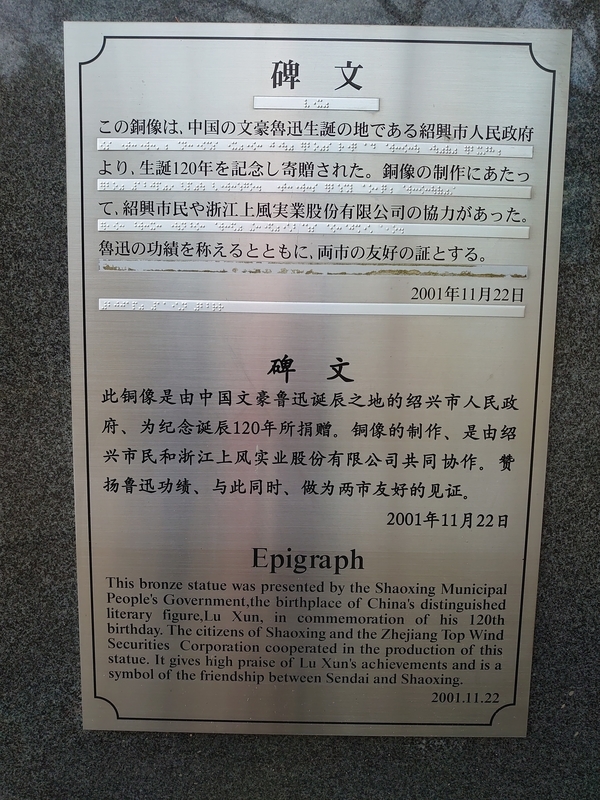 碑 文
この銅像は、中国の文豪魯迅生誕の地である紹興市人民政府
より、生誕120年を記念し寄贈された。銅像の制作にあたっ
て、紹興市民や浙江上風実業股份有限公司の協力があった。
魯迅の功績を称えるとともに、両市の友好の証とする。
2001年11月22日
碑 文
此铜像是由中国文豪鲁迅诞辰之地的绍兴市人民政
府、为纪念诞辰120年所捐赠。铜像的制作、是由绍
兴市民和浙江上风实业股份有限公司共同协作。赞
扬鲁迅功绩、与此同时、做为两市友好的见证。
2001年11月22日
Epigraph
This bronze statue was presented by the Shaoxing Municipal
People's Government,the birthplace of China's distinguished
literary figure,Lu Xun, in commemoration of his 120th
birthday. The citizens of Shaoxing and the Zhejiang Top Wind
Securities Corporation cooperated in the production of this
statue. It gives high praise of Lu Xun's achievements and is a
symbol of the friendship between Sendai and Shaoxing.
2001.11.22